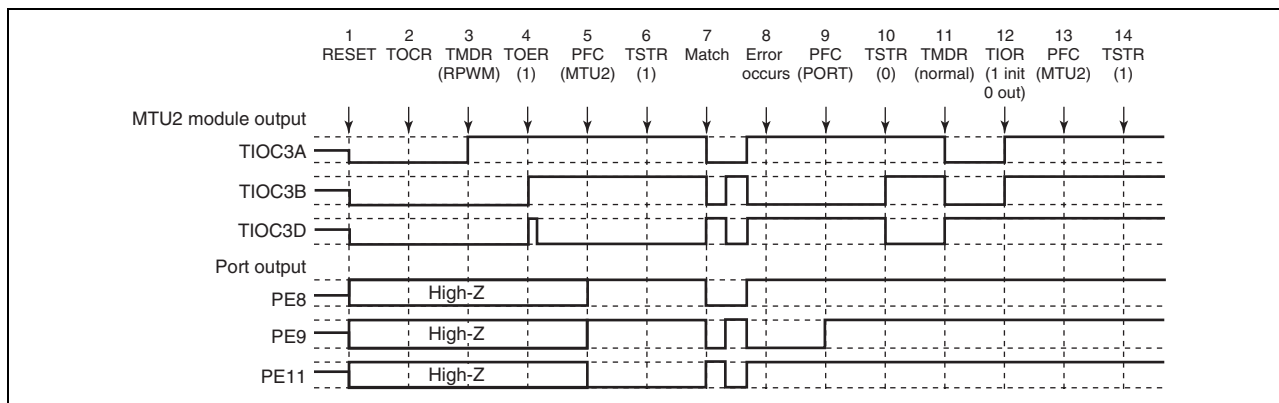 1 2 3 4 5 6 7 8 9 10 11 12 13 14
RESET TOCR TMDR TOER PFC TSTR Match Error PFC TSTR TMDR TIOR PFC TSTR
(RPWM) (1) (MTU2) (1) occurs (PORT) (0) (normal) (1 init (MTU2) (1)
0 out)
MTU2 module output
TIOC3A
TIOC3B
TIOC3D
Port output
PE8 High-Z
PE9 High-Z
PE11 High-Z